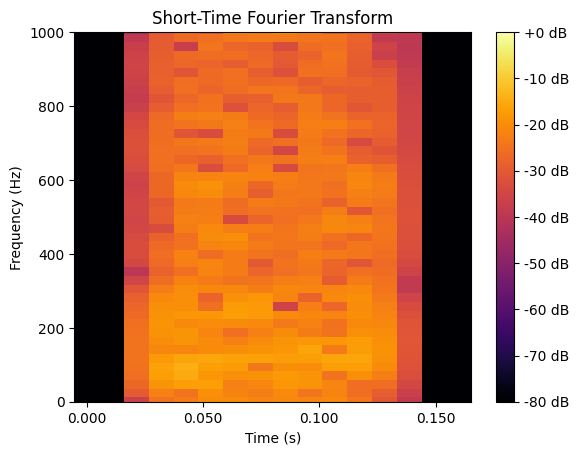 Short-Time Fourier Transform
1000
800
600
400
200
0
Frequency (Hz)
0.000
0.050
0.100
0.150
Time (s)
+0 dB
-10 dB
-20 dB
-30 dB
-40 dB
-50 dB
-60 dB
-70 dB
-80 dB